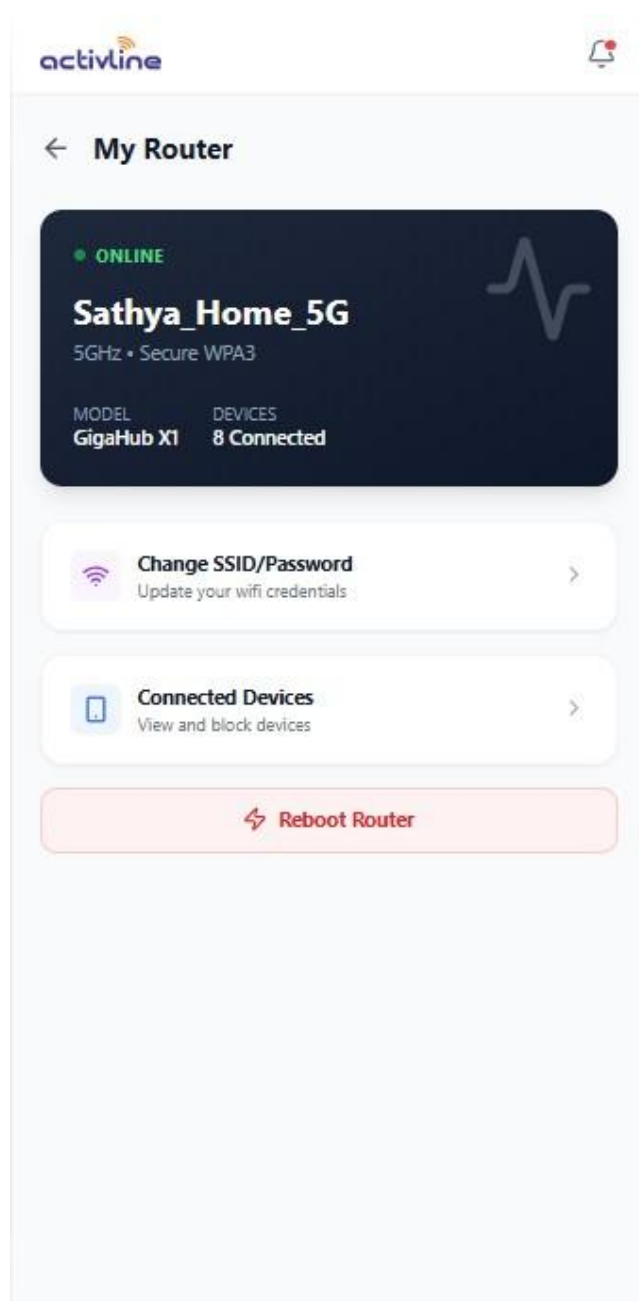 activline
My Router
ONLINE
Sathya_Home_5G
5GHz • Secure WPA3
MODEL DEVICES
GigaHub X1 8 Connected
Change SSID/Password
Update your wifi credentials
Connected Devices
View and block devices
Reboot Router